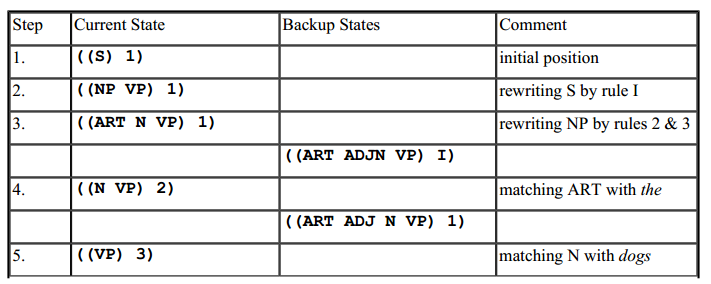 Step Current State Backup States Comment
1. ((S) 1) initial position
2. ((NP VP) 1) rewriting S by rule I
3. ((ART N VP) 1) rewriting NP by rules 2 & 3
((ART ADJN VP) I)
4. ((N VP) 2) matching ART with the
((ART ADJ N VP) 1)
5. ((VP) 3) matching N with dogs